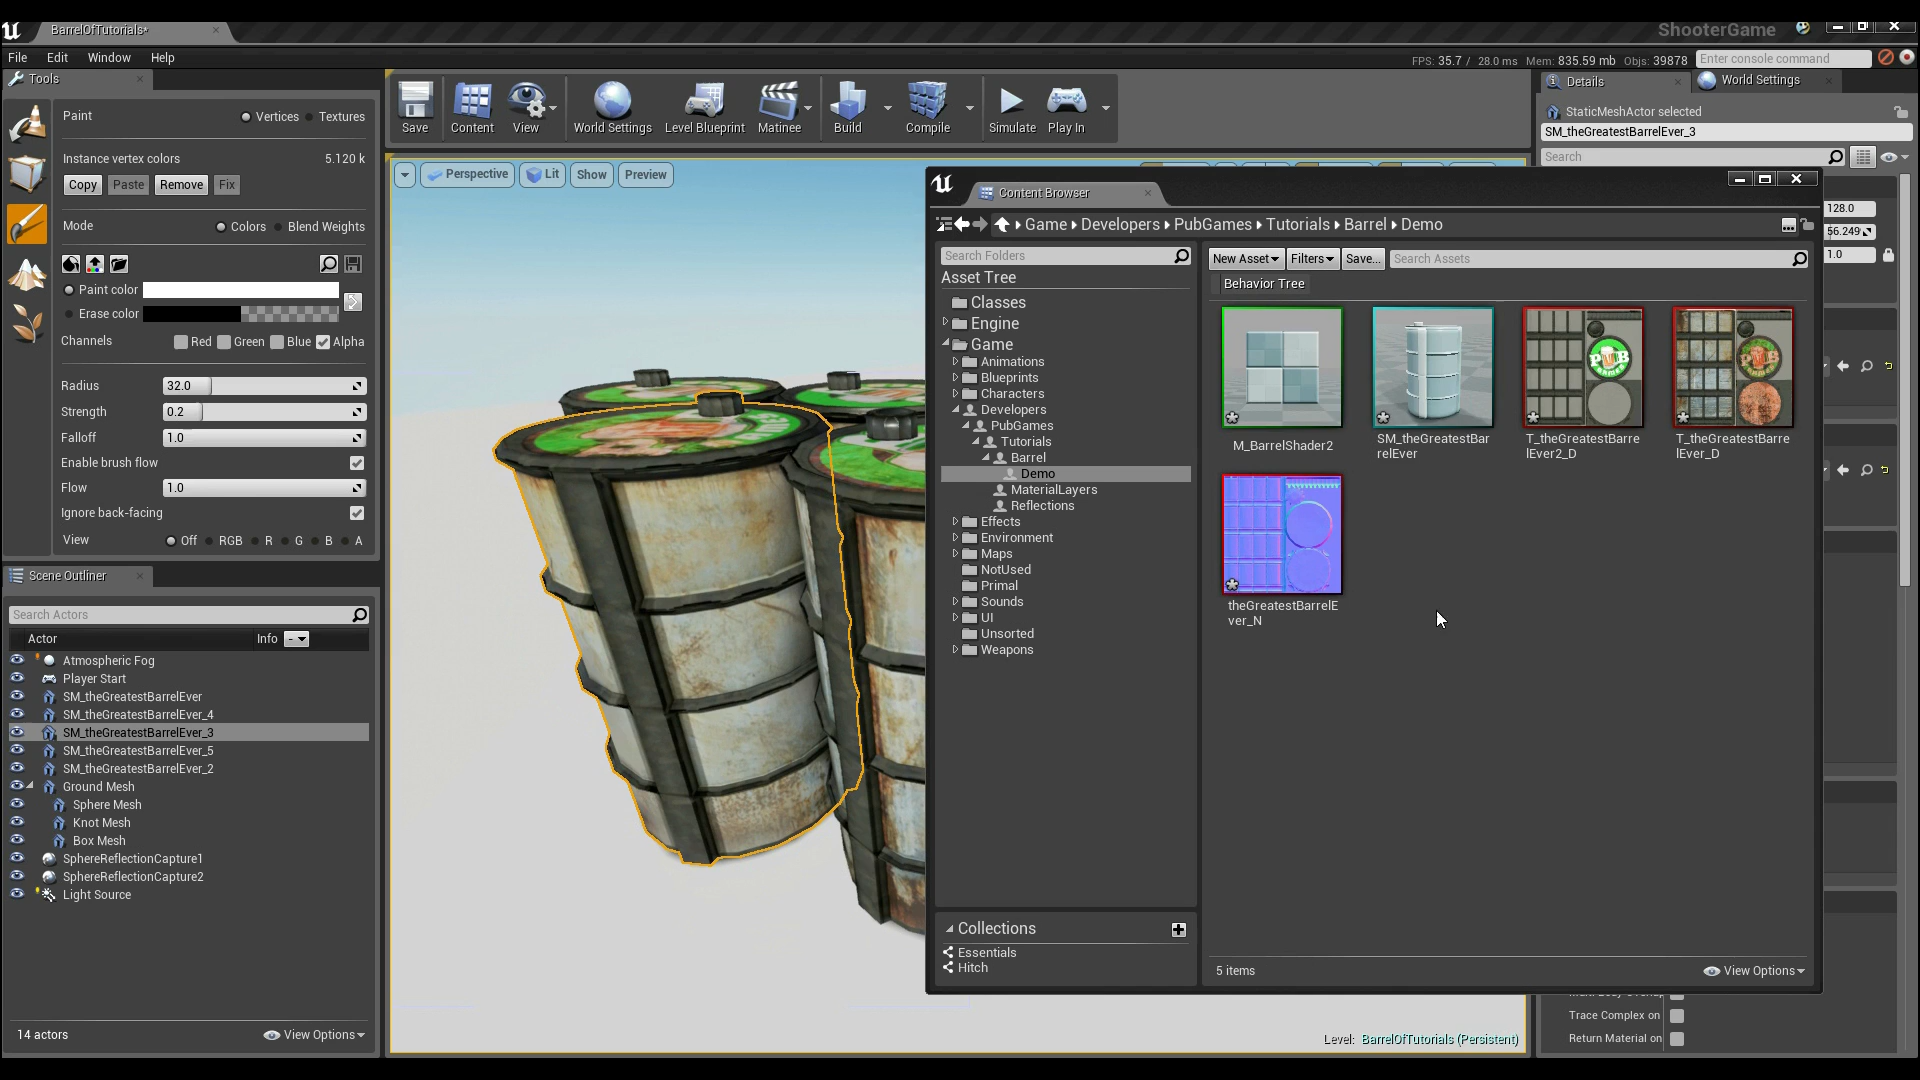 BarrelOfTutorials*
ShooterGame
File Edit Window Help
FPS: 35.7 / 28.0 ms Mem: 835.59 mb Objs: 39878 Enter console command
Tools
Paint Vertices Textures
Instance vertex colors 5.120 k
Copy Paste Remove Fix
Mode Colors Blend Weights
Paint color
Erase color
Channels Red Green Blue Alpha
Radius 32.0
Strength 0.2
Falloff 1.0
Enable brush flow
Flow 1.0
Ignore back-facing
View Off RGB R G B A
Scene Outliner
Search Actors
Actor Info -
Atmospheric Fog
Player Start
SM_theGreatestBarrelEver
SM_theGreatestBarrelEver_4
SM_theGreatestBarrelEver_3
SM_theGreatestBarrelEver_5
SM_theGreatestBarrelEver_2
Ground Mesh
Sphere Mesh
Knot Mesh
Box Mesh
SphereReflectionCapture1
SphereReflectionCapture2
Light Source
14 actors View Options
Save Content View World Settings Level Blueprint Matinee Build Compile Simulate Play In
Perspective Lit Show Preview
Level: BarrelOfTutorials (Persistent)
Content Browser
Game Developers PubGames Tutorials Barrel Demo
Search Folders
Asset Tree
Classes
Engine
Game
Animations
Blueprints
Characters
Developers
PubGames
Tutorials
Barrel
Demo
MaterialLayers
Reflections
Effects
Environment
Maps
NotUsed
Primal
Sounds
UI
Unsorted
Weapons
Collections
Essentials
Hitch
New Asset Filters Save... Search Assets
Behavior Tree
PUB
M_BarrelShader2
SM_theGreatestBar
relEver
T_theGreatestBarre
lEver2_D
T_theGreatestBarre
lEver_D
theGreatestBarrelE
ver_N
5 items View Options
Details World Settings
StaticMeshActor selected
SM_theGreatestBarrelEver_3
Search
128.0
56.249
1.0
Trace Complex on
Return Material on